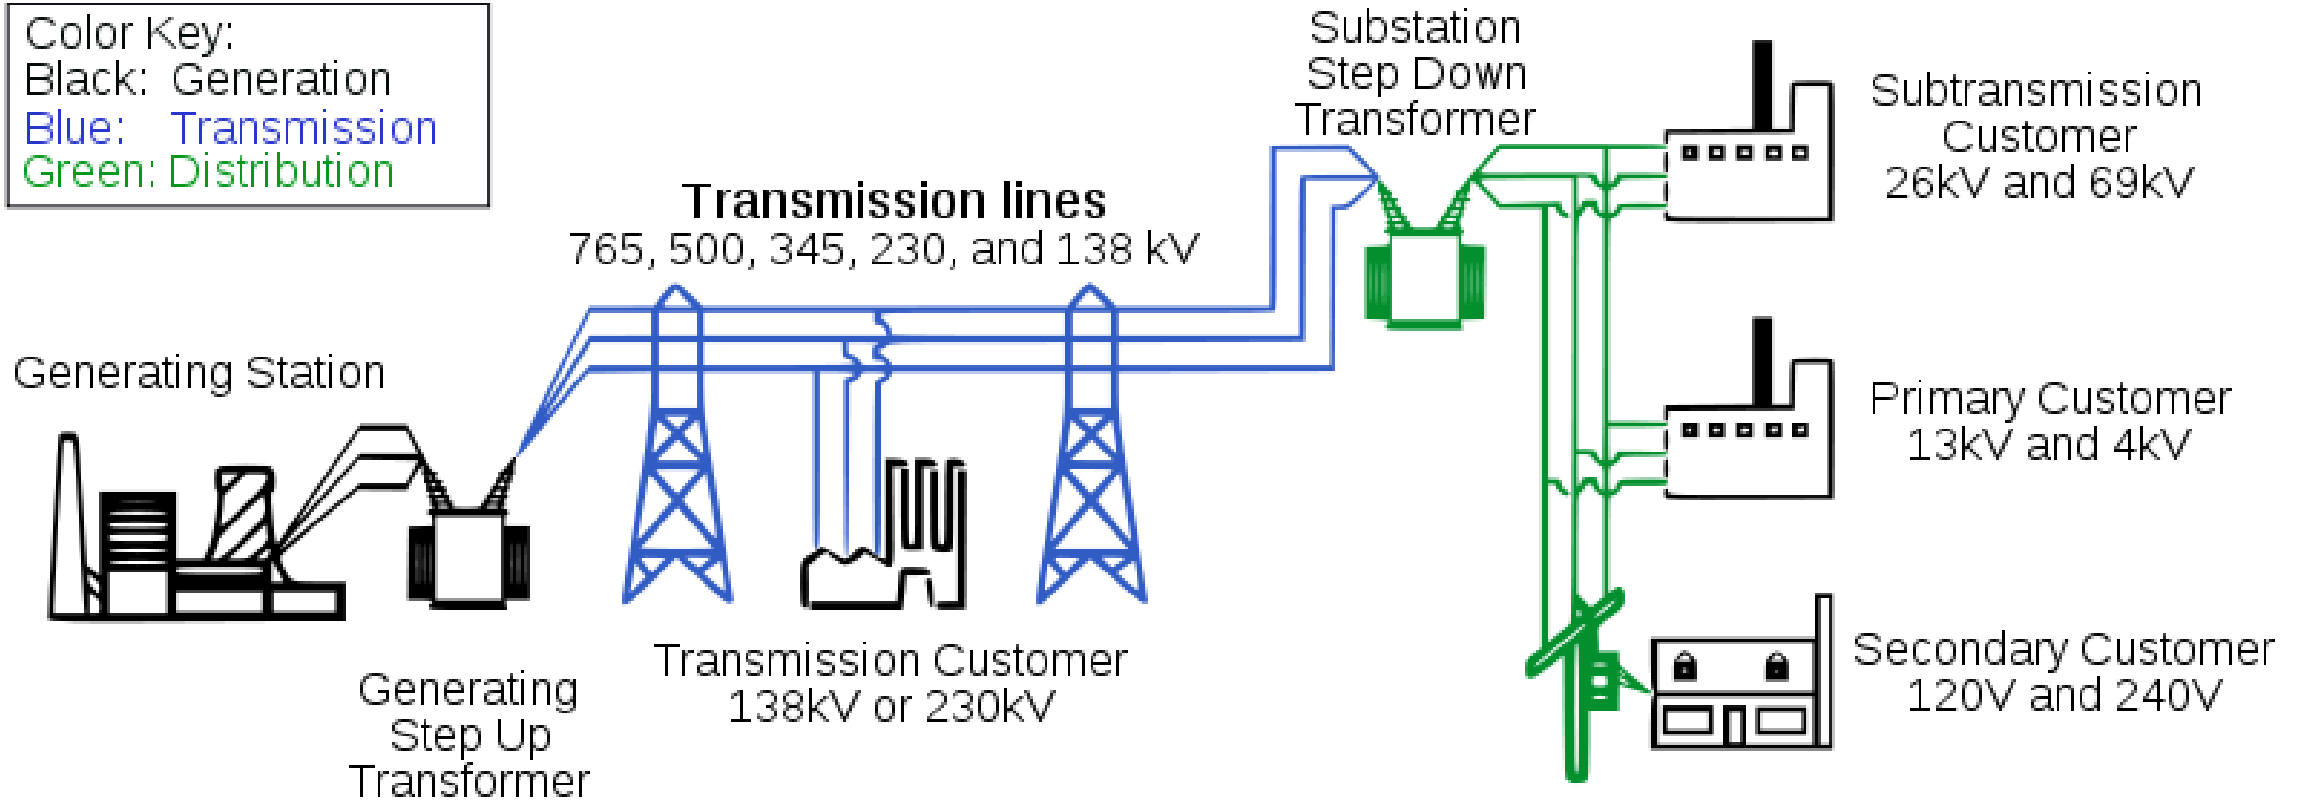 Color Key:
Black: Generation
Blue: Transmission
Green: Distribution
Substation
Step Down
Transformer
Subtransmission
Customer
26kV and 69kV
Transmission lines
765, 500, 345, 230, and 138 kV
Generating Station
Primary Customer
13kV and 4kV
Transmission Customer
138kV or 230kV
Secondary Customer
120V and 240V
Generating
Step Up
Transformer